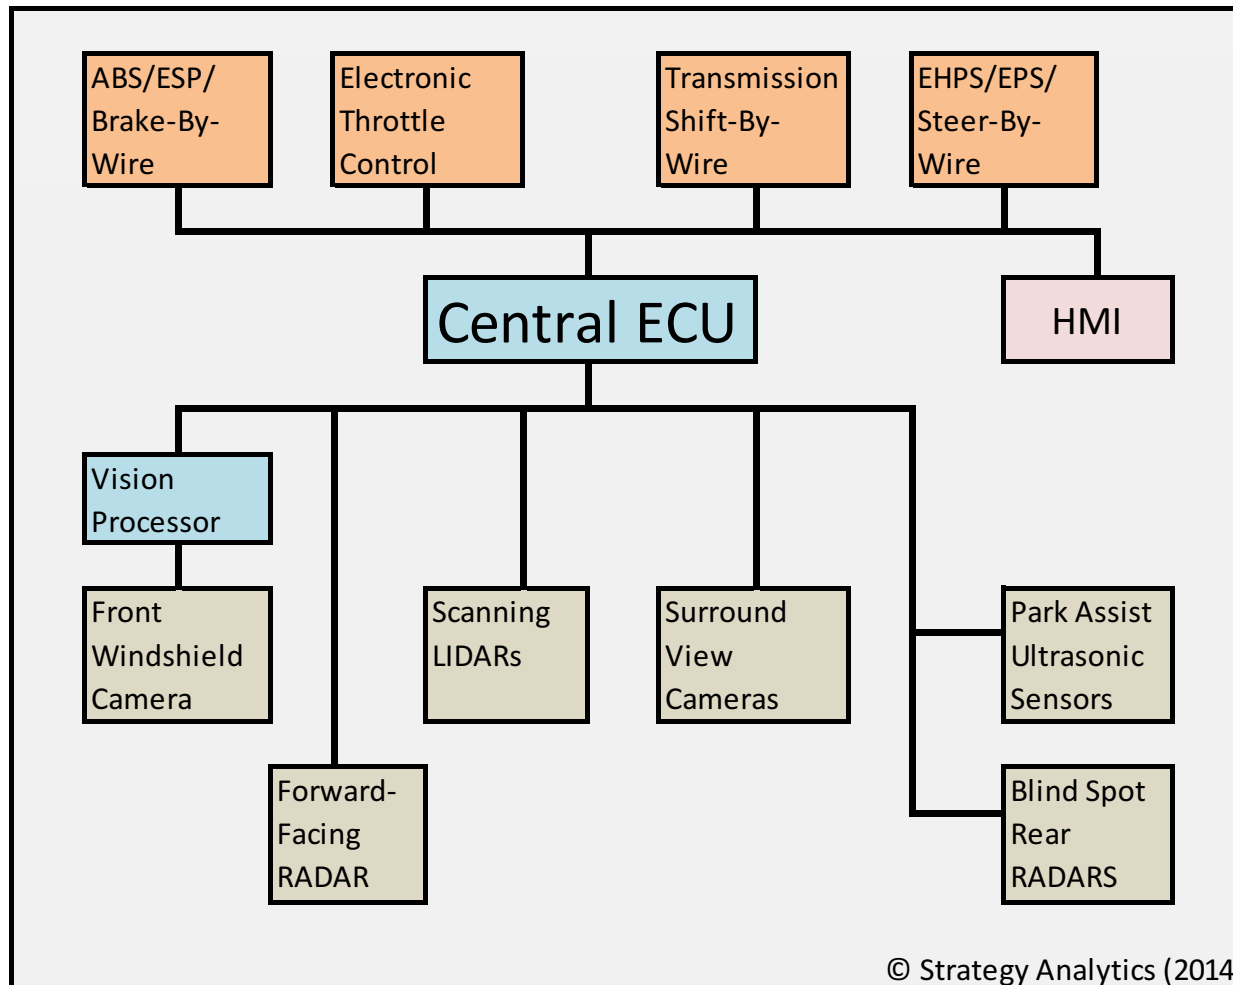 ABS/ESP/
Brake-By-
Wire
Electronic
Throttle
Control
Transmission
Shift-By-
Wire
EHPS/EPS/
Steer-By-
Wire
Central ECU
HMI
Vision
Processor
Front
Windshield
Camera
Scanning
LIDARs
Surround
View
Cameras
Park Assist
Ultrasonic
Sensors
Forward-
Facing
RADAR
Blind Spot
Rear
RADARS
© Strategy Analytics (2014